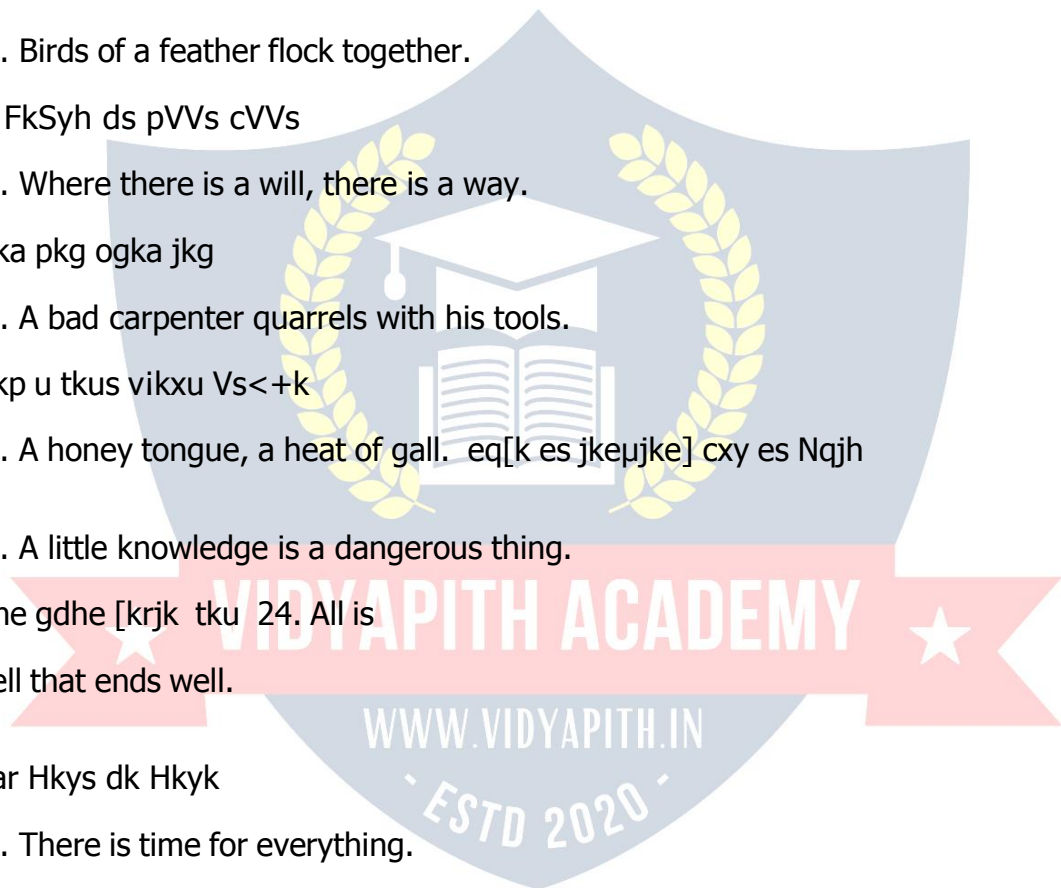 . Birds of a feather flock together.
FkSyh ds pVVs cVVs
. Where there is a will, there is a way.
ka pkg ogka jkg
. A bad carpenter quarrels with his tools.
kp u tkus vikxu Vs<+k
. A honey tongue, a heat of gall. eq[k es jkeµjke] cxy es Nqjh
. A little knowledge is a dangerous thing.
he gdhe [krjk tku 24. All is
ell that ends well.
ar Hkys dk Hkyk
. There is time for everything.
VIDYAPITH ACADEMY
WWW.VIDYAPITH.IN
ESTD 2020